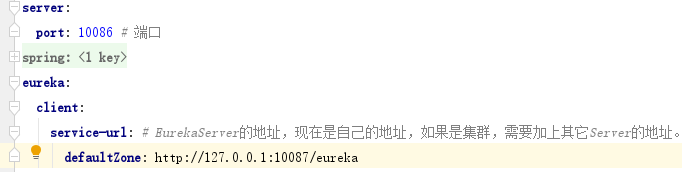 server:
port: 10086 # 端口
spring: <1 key>
eureka:
client:
service-url: # EurekaServer的地址，现在是自己的地址，如果是集群，需要加上其它Server的地址。
defaultZone: http://127.0.0.1:10087/eureka